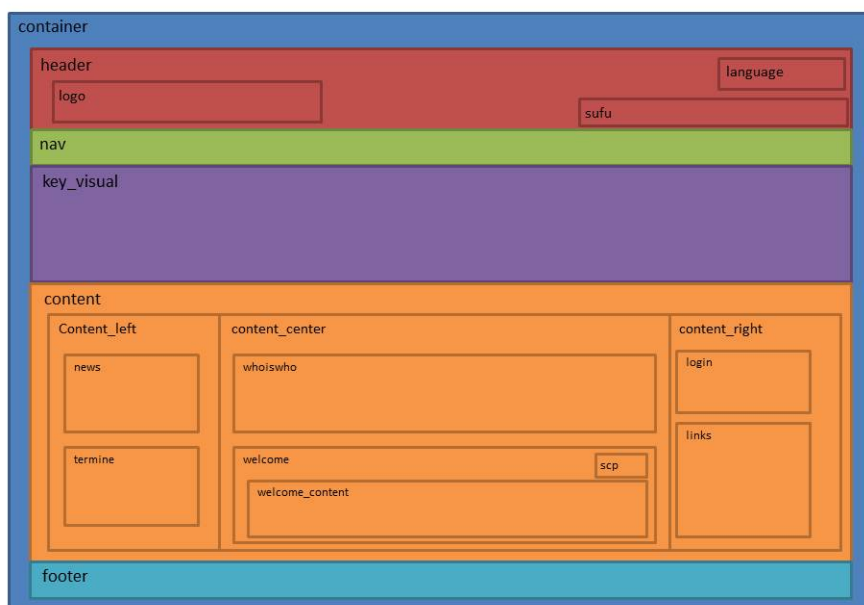 container
header
language
logo
sufu
nav
key_visual
content
Content_left
content_center
content_right
news
whoiswho
login
termine
welcome
scp
links
welcome_content
footer